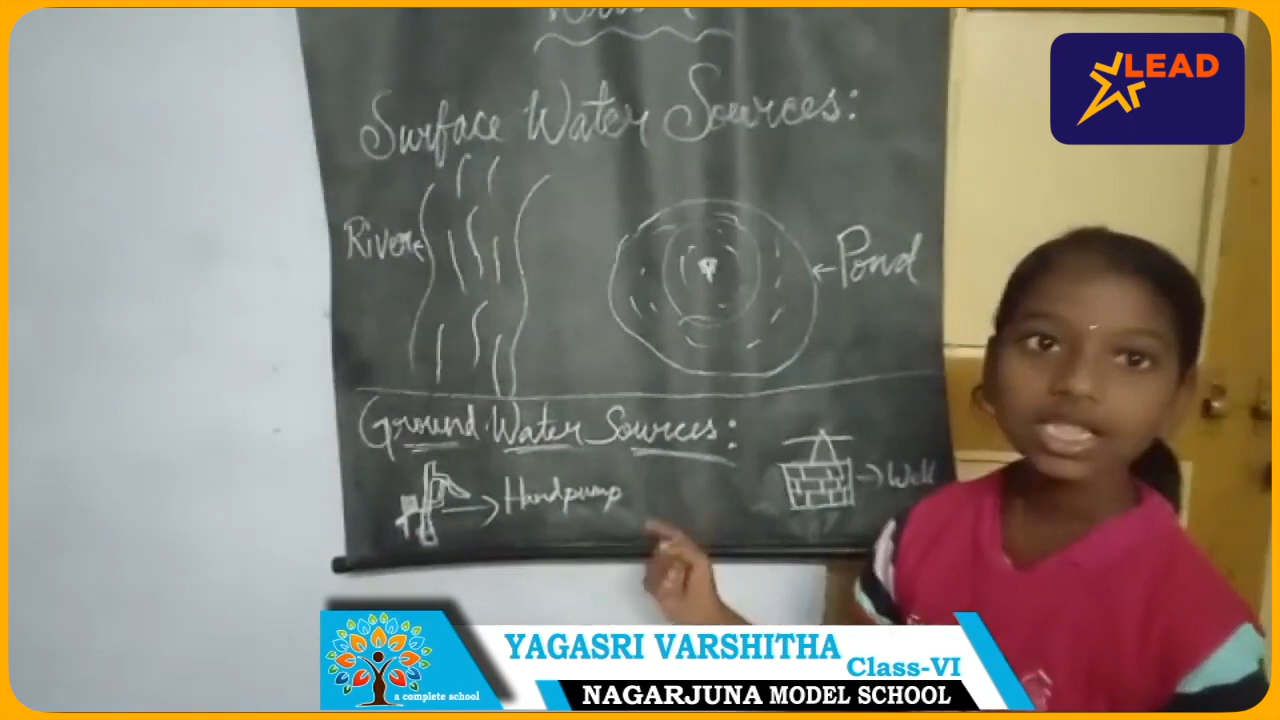 LEAD
Surface Water Sources:
River
Pond
Ground Water Sources:
Handpump
Well
YAGASRI VARSHITHA
Class-VI
a complete school
NAGARJUNA MODEL SCHOOL